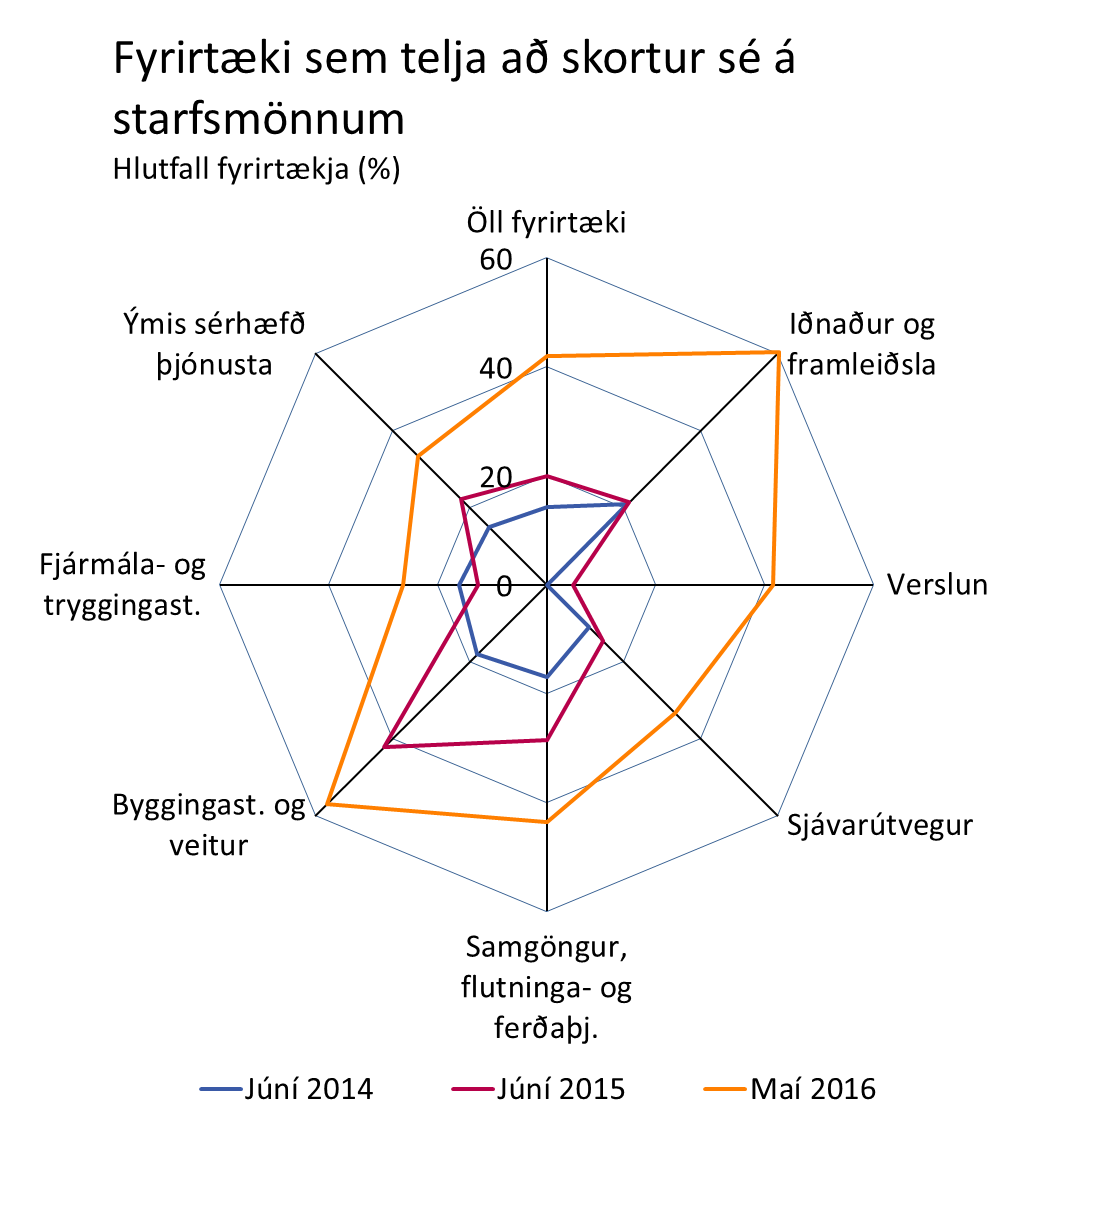 Fyrirtæki sem telja að skortur sé á
starfsmönnum
Hlutfall fyrirtækja (%)
Öll fyrirtæki
60
Ýmis sérhæfð
þjónusta
Iðnaður og
framleiðsla
40
20
Fjármála- og
tryggingast.
0
Verslun
Byggingast. og
veitur
Sjávarútvegur
Samgöngur,
flutninga- og
ferðaþj.
Júní 2014
Júní 2015
Maí 2016